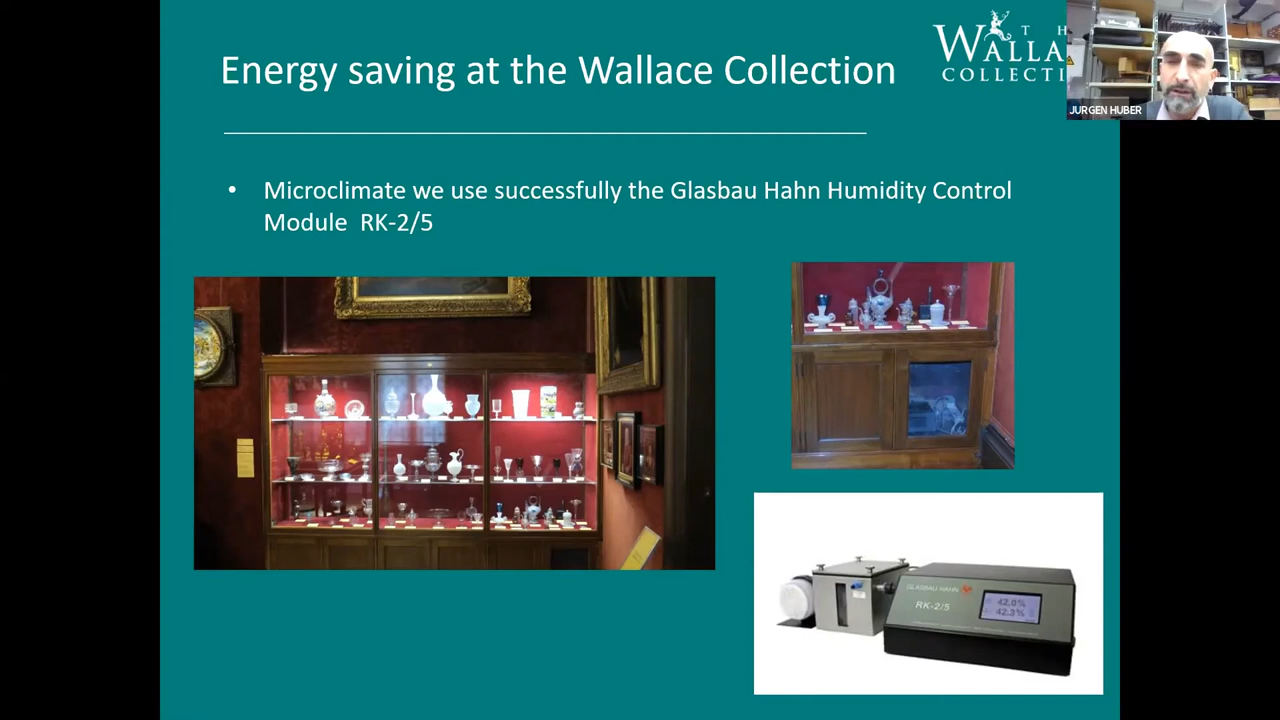 Energy saving at the Wallace Collection
THE
WALLA
COLLECTI
JURGEN HUBER
• Microclimate we use successfully the Glasbau Hahn Humidity Control
Module RK-2/5
GLASBAU HAHN
RK-2/5
42.0%
42.3%